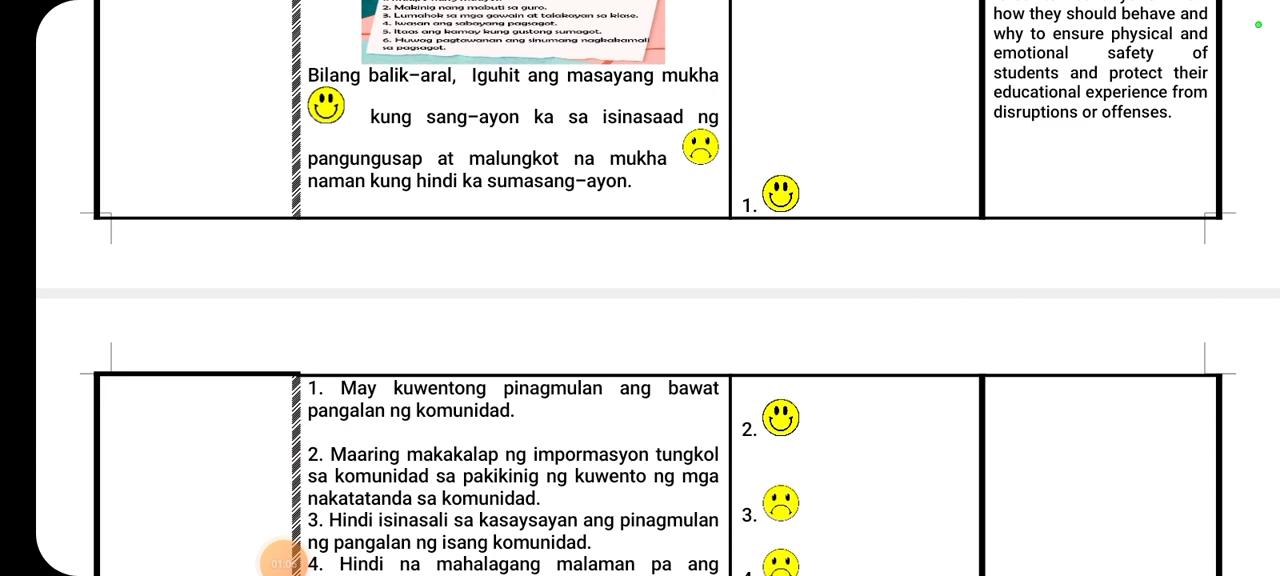 2. Makinig nang mabuti sa guro.
3. Lumahok sa mga gawain at talakayan sa klase.
4. Iwasan ang sabayang pagsagot.
5. Itaas ang kamay kung gustong sumagot.
6. Huwag pagtawanan ang sinumang nagkakamali
sa pagsagot.
Bilang balik-aral, Iguhit ang masayang mukha
kung sang-ayon ka sa isinasaad ng
pangungusap at malungkot na mukha
naman kung hindi ka sumasang-ayon.
1.
how they should behave and
why to ensure physical and
emotional safety of
students and protect their
educational experience from
disruptions or offenses.
1. May kuwentong pinagmulan ang bawat
pangalan ng komunidad.
2. Maaring makakalap ng impormasyon tungkol
sa komunidad sa pakikinig ng kuwento ng mga
nakatatanda sa komunidad.
3. Hindi isinasali sa kasaysayan ang pinagmulan
ng pangalan ng isang komunidad.
4. Hindi na mahalagang malaman pa ang
2.
3.